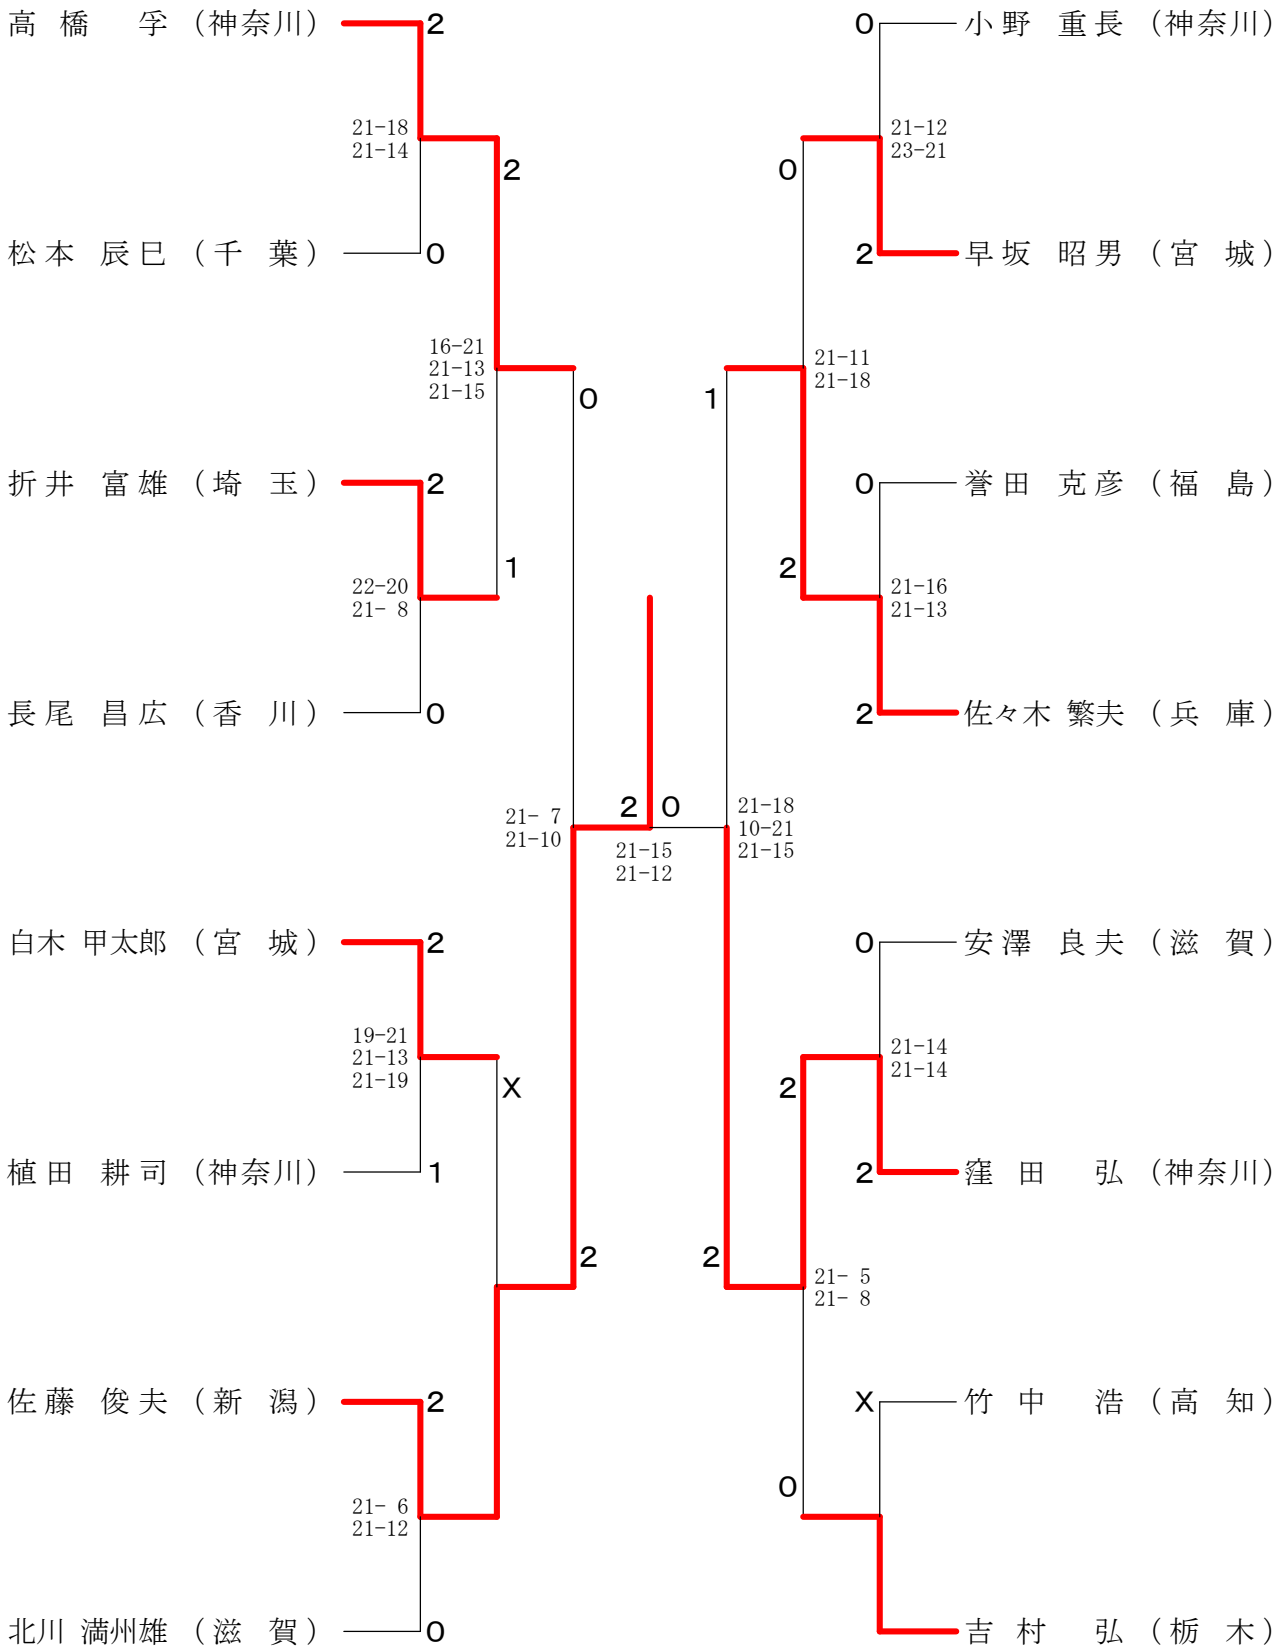 高橋 孚 (神奈川) 2
21-18
21-14
2
松本 辰巳 (千 葉) 0
16-21
21-13
21-15
0
折井 富雄 (埼 玉) 2
1
22-20
21- 8
長尾 昌広 (香 川) 0
21- 7
21-10
2 0
21-15
21-12
白木 甲太郎 (宮 城) 2
19-21
21-13
21-19
X
植田 耕司 (神奈川) 1
2
佐藤 俊夫 (新 潟) 2
21- 6
21-12
北川 満州雄 (滋 賀) 0
0 小野 重長 (神奈川)
21-12
23-21
0
2 早坂 昭男 (宮 城)
21-11
21-18
1
0 誉田 克彦 (福 島)
2
21-16
21-13
2 佐々木 繁夫 (兵 庫)
21-18
10-21
21-15
0 安澤 良夫 (滋 賀)
21-14
21-14
2
2 窪田 弘 (神奈川)
2
21- 5
21- 8
X 竹中 浩 (高 知)
0
吉村 弘 (栃 木)